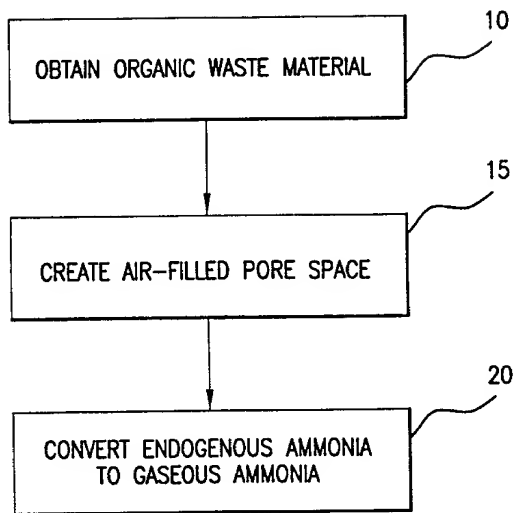 10
OBTAIN ORGANIC WASTE MATERIAL
15
CREATE AIR-FILLED PORE SPACE
20
CONVERT ENDOGENOUS AMMONIA
TO GASEOUS AMMONIA